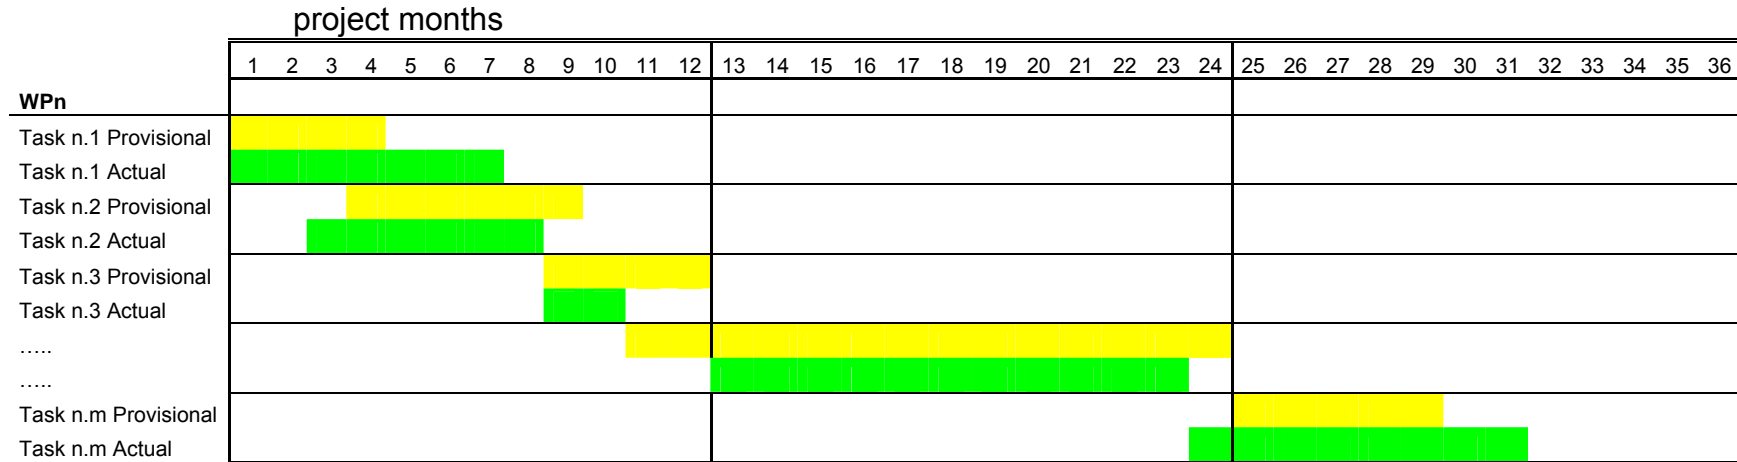 project months
1 2 3 4 5 6 7 8 9 10 11 12 13 14 15 16 17 18 19 20 21 22 23 24 25 26 27 28 29 30 31 32 33 34 35 36
WPn
Task n.1 Provisional
Task n.1 Actual
Task n.2 Provisional
Task n.2 Actual
Task n.3 Provisional
Task n.3 Actual
…..
…..
Task n.m Provisional
Task n.m Actual